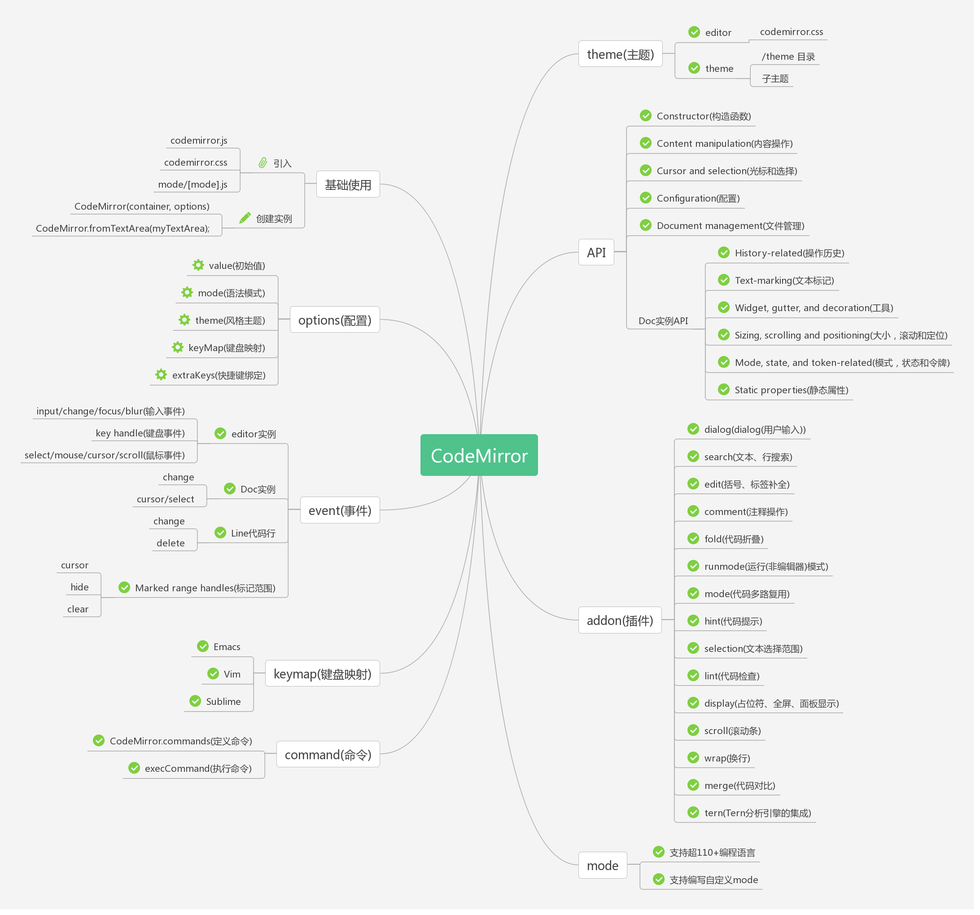 CodeMirror
theme(主题)
editor
codemirror.css
theme
/theme 目录
子主题
API
Constructor(构造函数)
Content manipulation(内容操作)
Cursor and selection(光标和选择)
Configuration(配置)
Document management(文件管理)
Doc实例API
History-related(操作历史)
Text-marking(文本标记)
Widget, gutter, and decoration(工具)
Sizing, scrolling and positioning(大小，滚动和定位)
Mode, state, and token-related(模式，状态和令牌)
Static properties(静态属性)
addon(插件)
dialog(dialog(用户输入))
search(文本、行搜索)
edit(括号、标签补全)
comment(注释操作)
fold(代码折叠)
runmode(运行(非编辑器)模式)
mode(代码多路复用)
hint(代码提示)
selection(文本选择范围)
lint(代码检查)
display(占位符、全屏、面板显示)
scroll(滚动条)
wrap(换行)
merge(代码对比)
tern(Tern分析引擎的集成)
mode
支持超110+编程语言
支持编写自定义mode
基础使用
引入
codemirror.js
codemirror.css
mode/[mode].js
创建实例
CodeMirror(container, options)
CodeMirror.fromTextArea(myTextArea);
options(配置)
value(初始值)
mode(语法模式)
theme(风格主题)
keyMap(键盘映射)
extraKeys(快捷键绑定)
event(事件)
editor实例
input/change/focus/blur(输入事件)
key handle(键盘事件)
select/mouse/cursor/scroll(鼠标事件)
Doc实例
change
cursor/select
Line代码行
change
delete
Marked range handles(标记范围)
cursor
hide
clear
keymap(键盘映射)
Emacs
Vim
Sublime
command(命令)
CodeMirror.commands(定义命令)
execCommand(执行命令)